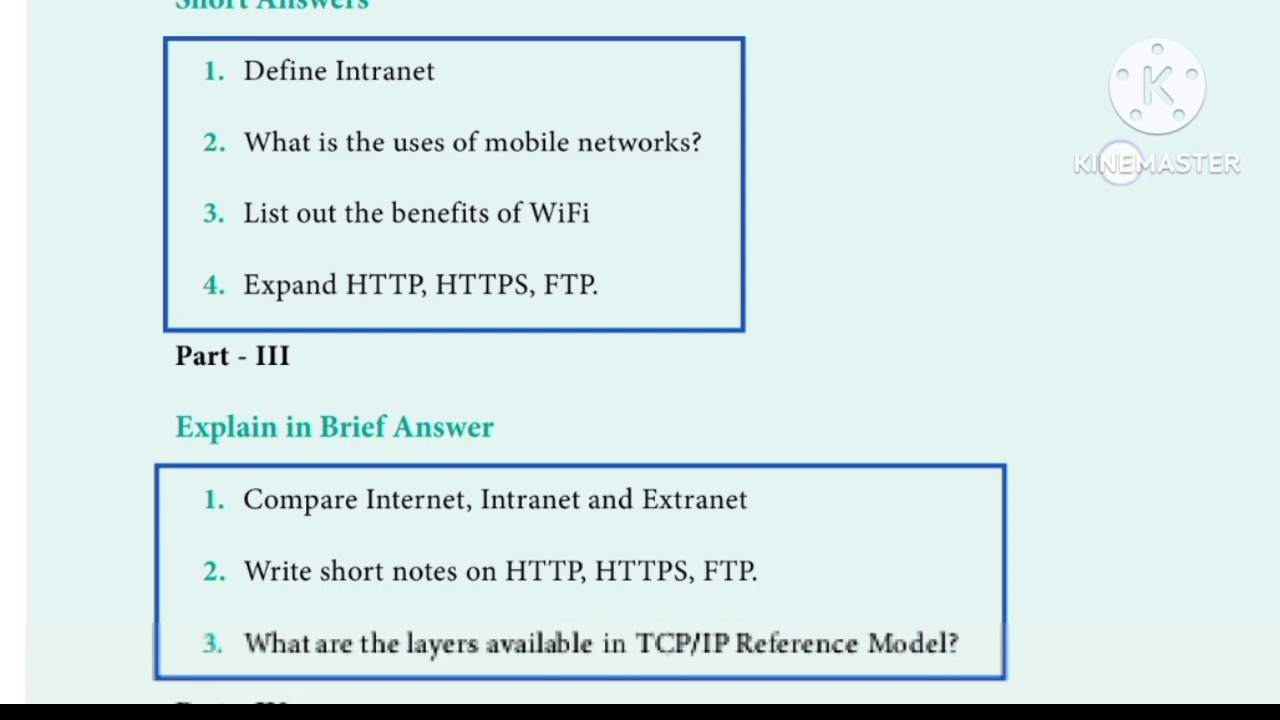 Short Answers
1. Define Intranet
2. What is the uses of mobile networks?
3. List out the benefits of WiFi
4. Expand HTTP, HTTPS, FTP.
Part - III
Explain in Brief Answer
1. Compare Internet, Intranet and Extranet
2. Write short notes on HTTP, HTTPS, FTP.
3. What are the layers available in TCP/IP Reference Model?
K
KINEMASTER